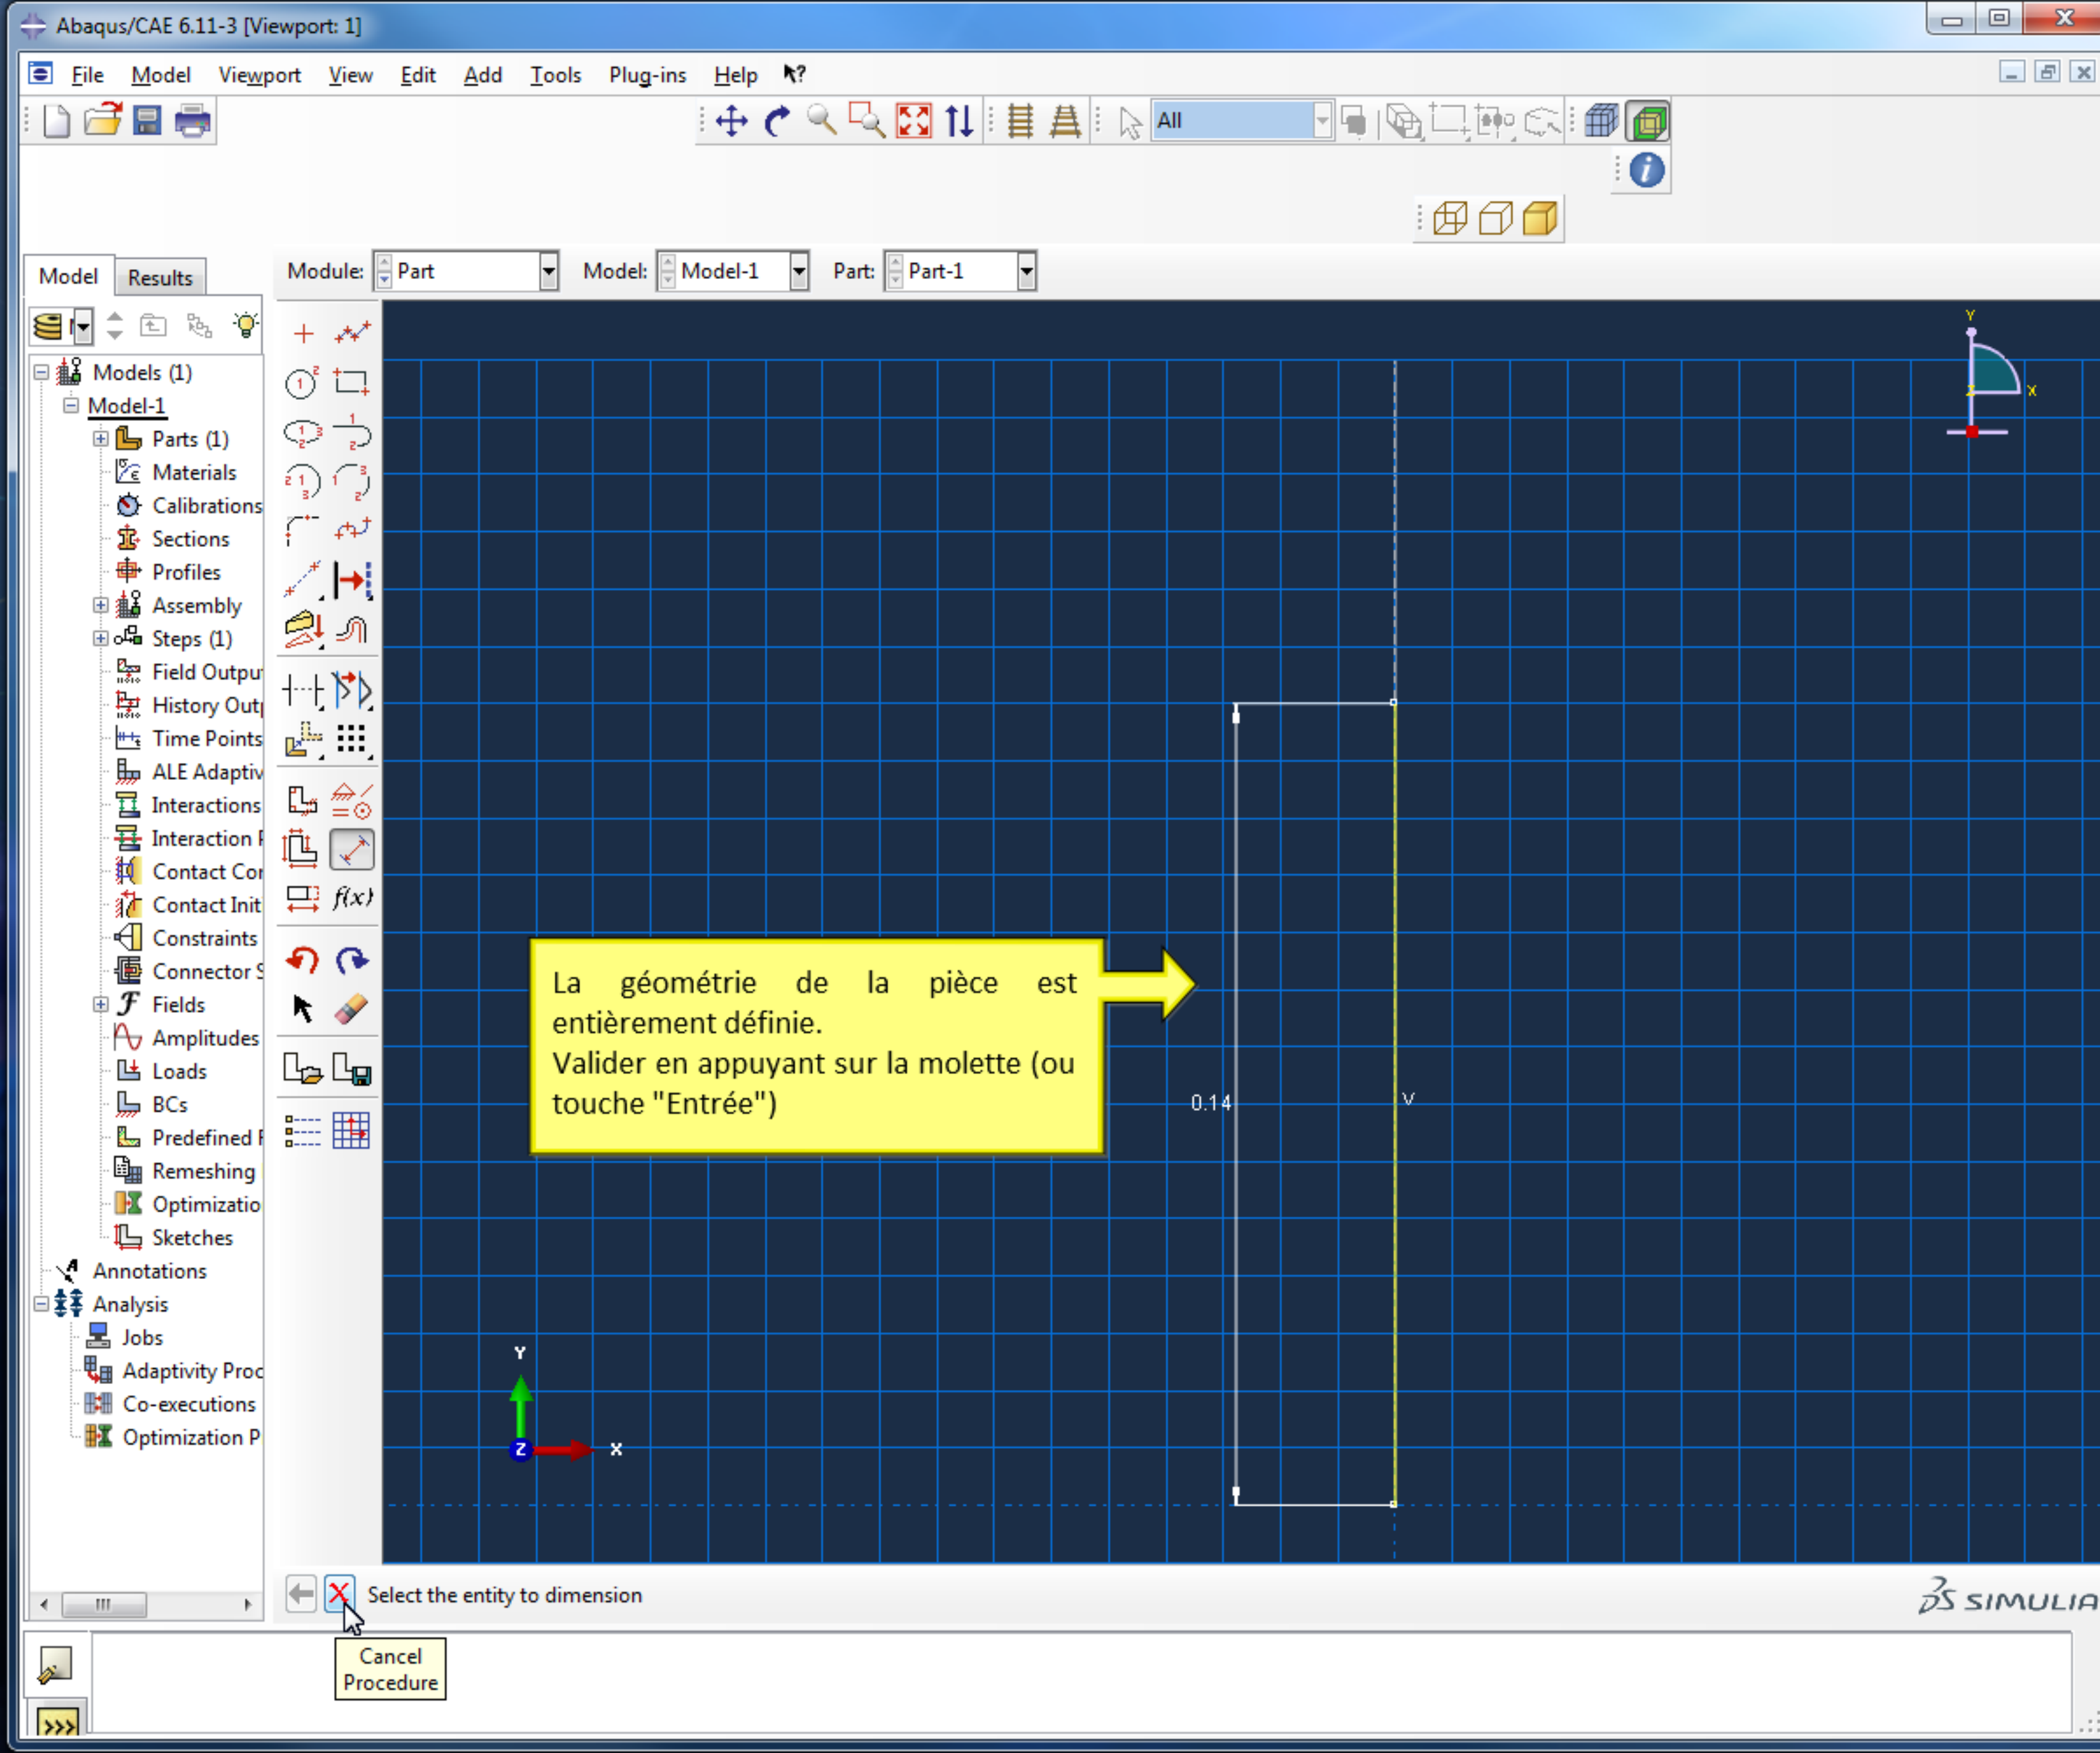 Abaqus/CAE 6.11-3 [Viewport: 1]
File Model Viewport View Edit Add Tools Plug-ins Help ?
All
i
Model Results
Module: Part Model: Model-1 Part: Part-1
Models (1)
Model-1
Parts (1)
Materials
Calibrations
Sections
Profiles
Assembly
Steps (1)
Field Outpu
History Out
Time Points
ALE Adaptiv
Interactions
Interaction
Contact Co
Contact Init
Constraints
Connector S
Fields
Amplitudes
Loads
BCs
Predefined
Remeshing
Optimizatio
Sketches
Annotations
Analysis
Jobs
Adaptivity Proc
Co-executions
Optimization P
f(x)
Y
X
La géométrie de la pièce est
entièrement définie.
Valider en appuyant sur la molette (ou
touche "Entrée")
0.14
V
Y
Z X
Select the entity to dimension
SIMULIA
Cancel
Procedure
>>>